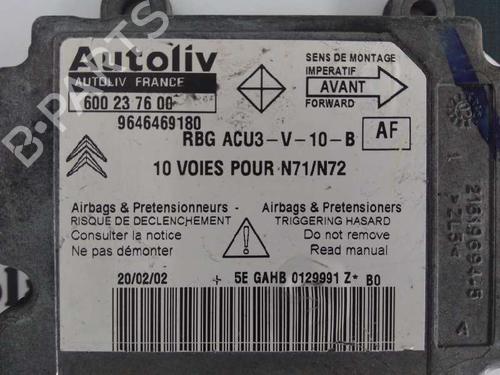 Autoliv
AUTOLIV FRANCE
600 23 76 00
9646469180
SENS DE MONTAGE
IMPERATIF
AVANT
FORWARD
RBG ACU3-V-10-B
AF
10 VOIES POUR N71/N72
Airbags & Pretensionneurs -
RISQUE DE DECLENCHEMENT
Consulter la notice
Ne pas démonter
Airbags & Pretensioners
TRIGGERING HASARD
Do not remove
Read manual
20/02/02
+ 5E GAHB 0129991 Z* B0
B-PARTS